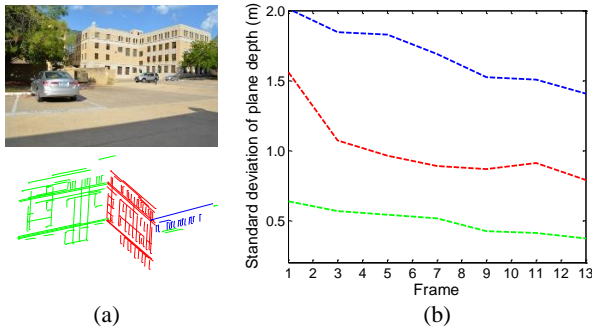 Standard deviation of plane depth (m)
2.0
1.5
1.0
0.5
1 2 3 4 5 6 7 8 9 10 11 12 13
Frame
(a)
(b)